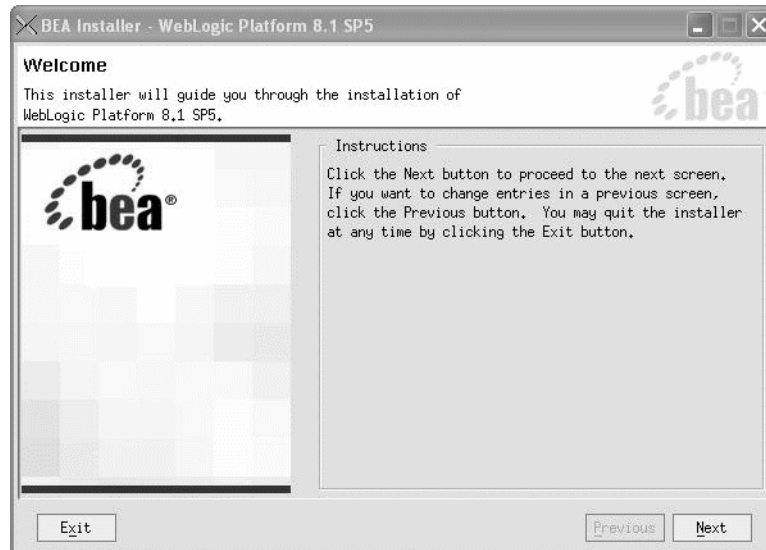 BEA Installer - WebLogic Platform 8.1 SP5
Welcome
This installer will guide you through the installation of
WebLogic Platform 8.1 SP5.
bea
bea®
Instructions
Click the Next button to proceed to the next screen.
If you want to change entries in a previous screen,
click the Previous button.  You may quit the installer
at any time by clicking the Exit button.
Exit
Previous
Next